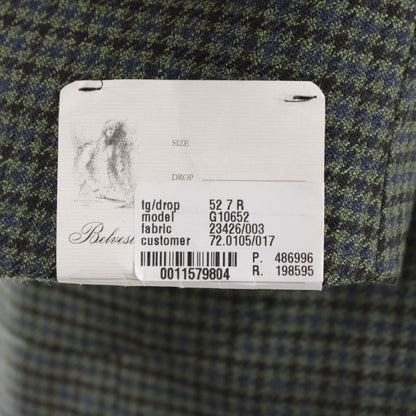 SIZE
DROP
Belvest
tg/drop 52 7 R
model G10652
fabric 23426/003
customer 72.0105/017
P. 486996
0011579804 R. 198595